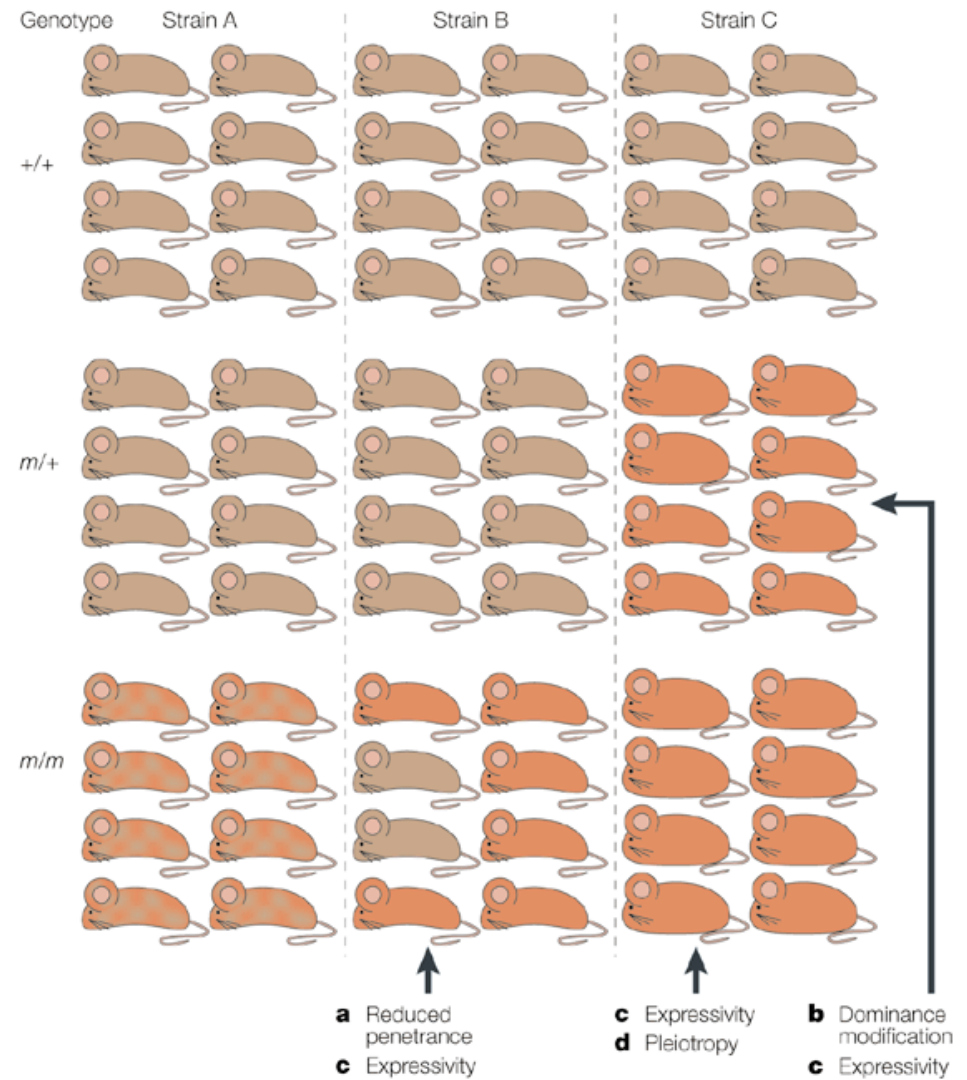 Genotype Strain A Strain B Strain C
+/+
m/+
m/m
a Reduced
penetrance
c Expressivity
c Expressivity
d Pleiotropy
b Dominance
modification
c Expressivity